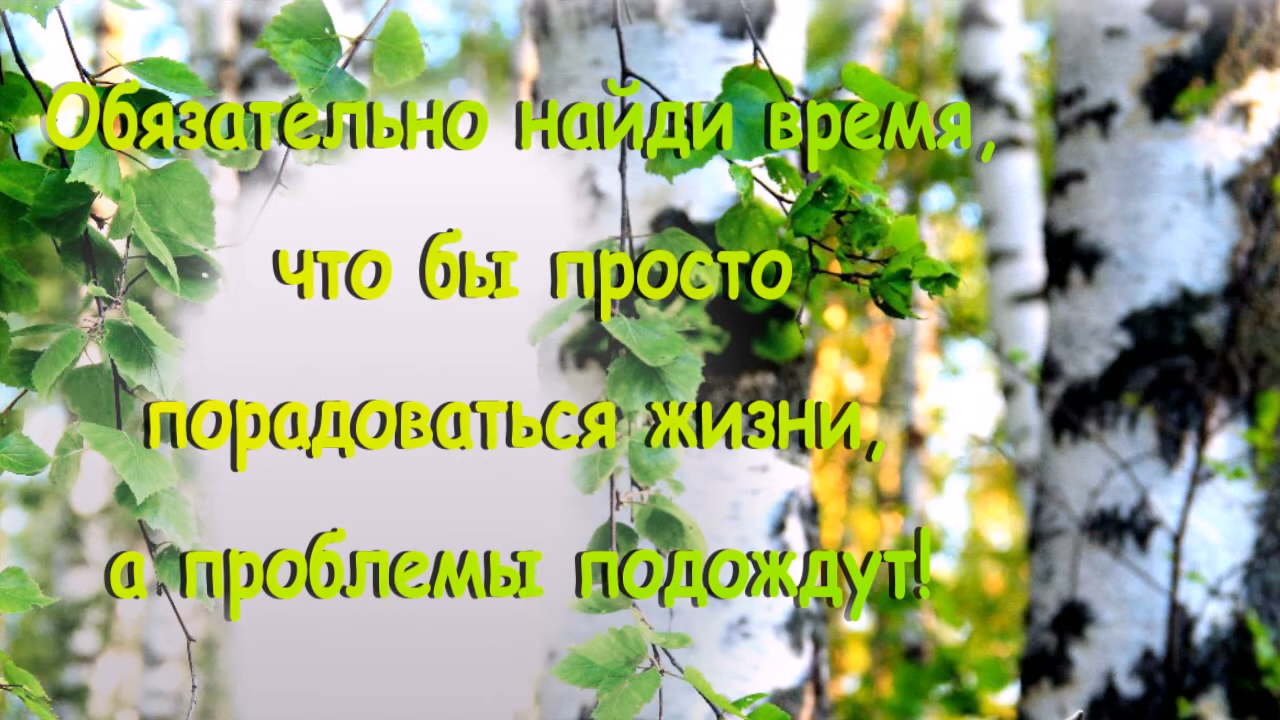 Обязательно найди время,
что бы просто
порадоваться жизни,
а проблемы подождут!